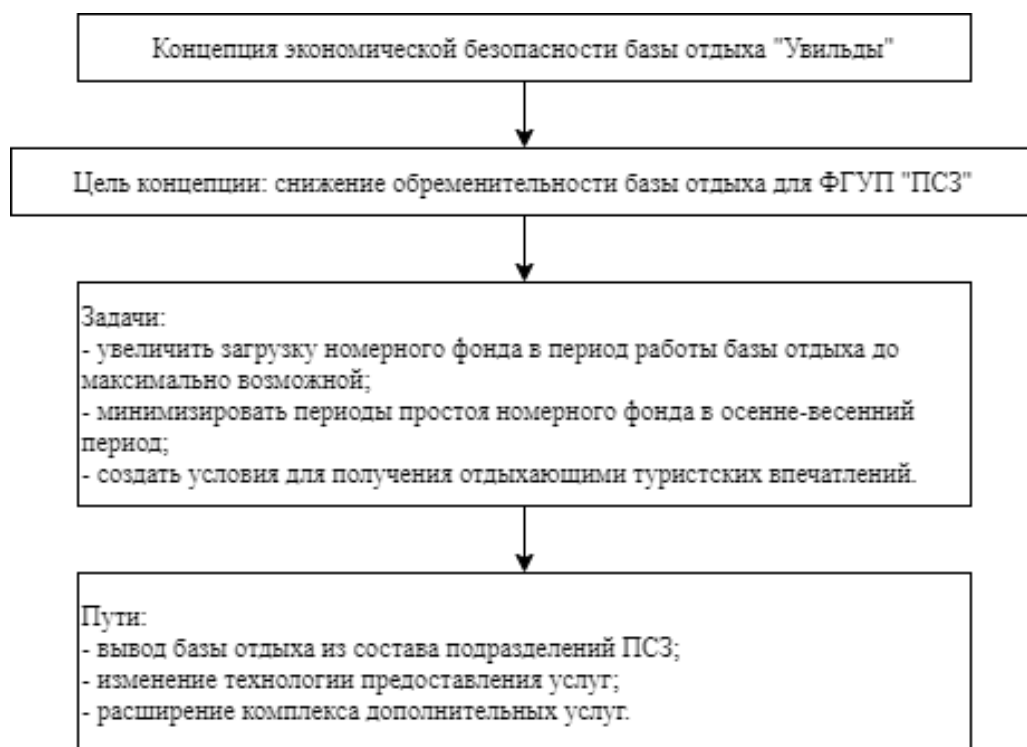 Концепция экономической безопасности базы отдыха "Увильды"
Цель концепции: снижение обременительности базы отдыха для ФГУП "ПСЗ"
Задачи:
- увеличить загрузку номерного фонда в период работы базы отдыха до
максимально возможной;
- минимизировать периоды простоя номерного фонда в осенне-весенний
период;
- создать условия для получения отдыхающими туристских впечатлений.
Пути:
- вывод базы отдыха из состава подразделений ПСЗ;
- изменение технологии предоставления услуг;
- расширение комплекса дополнительных услуг.